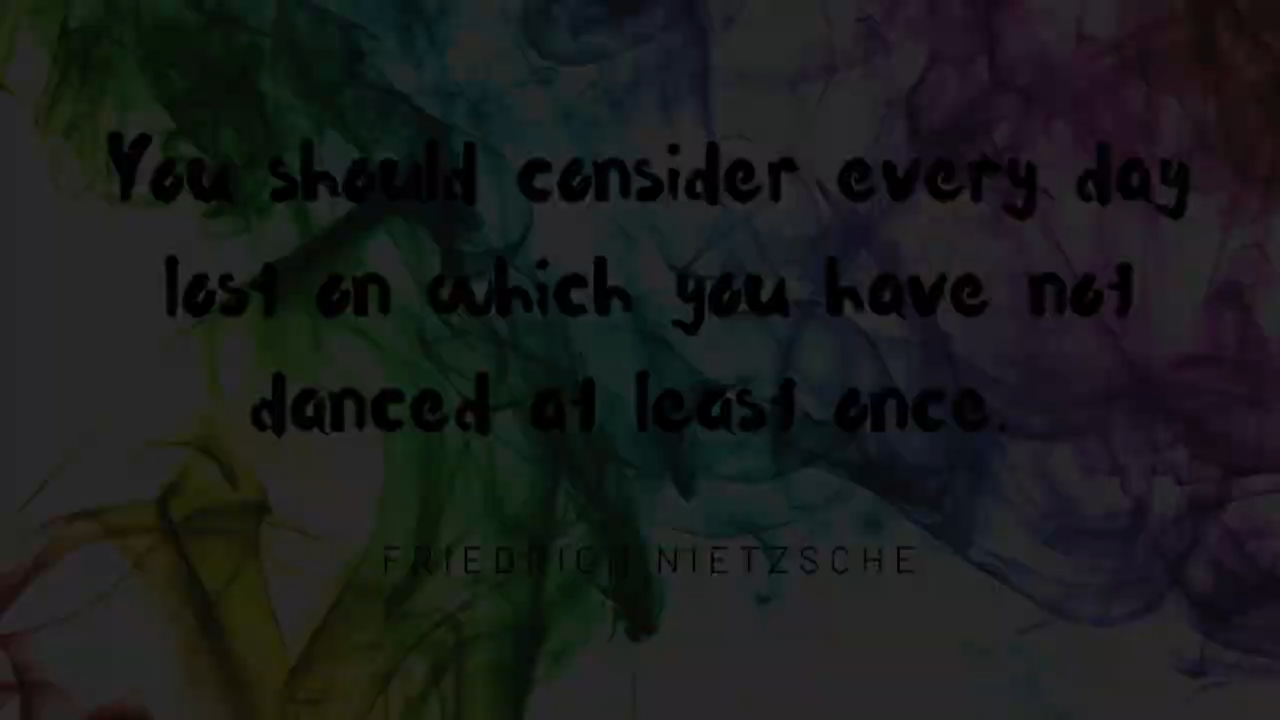 You should consider every day
lost on which you have not
danced at least once.
FRIEDRICH NIETZSCHE